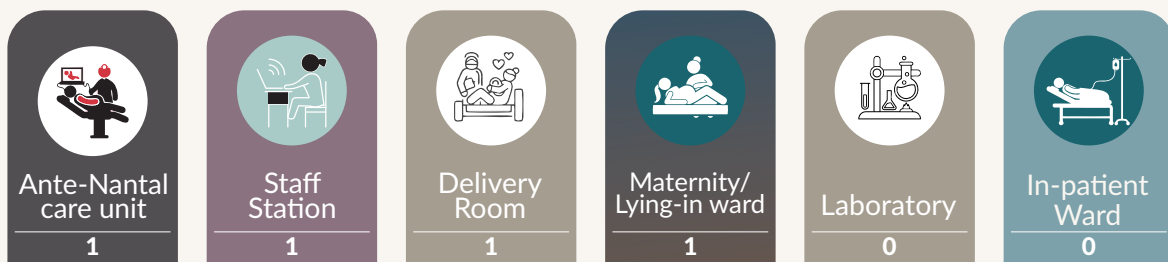 Ante-Nantal
care unit
1
Staff
Station
1
Delivery
Room
1
Maternity/
Lying-in ward
1
Laboratory
0
In-patient
Ward
0